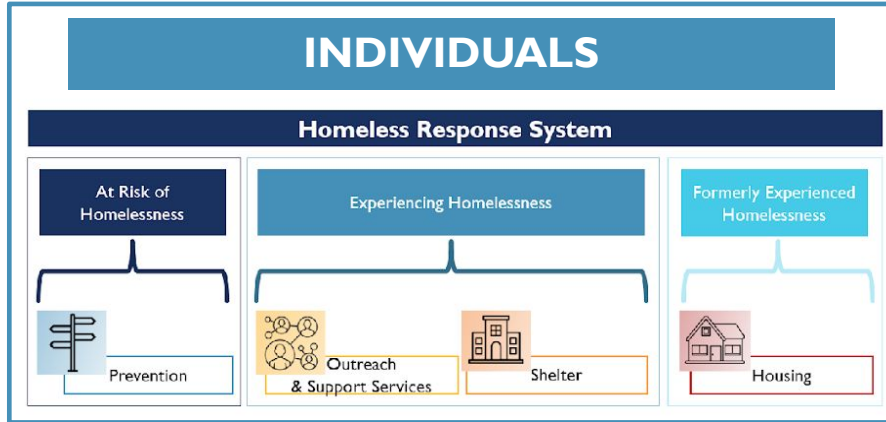 INDIVIDUALS
Homeless Response System
At Risk of
Homelessness
Experiencing Homelessness
Formerly Experienced
Homelessness
Prevention
Outreach
& Support Services
Shelter
Housing